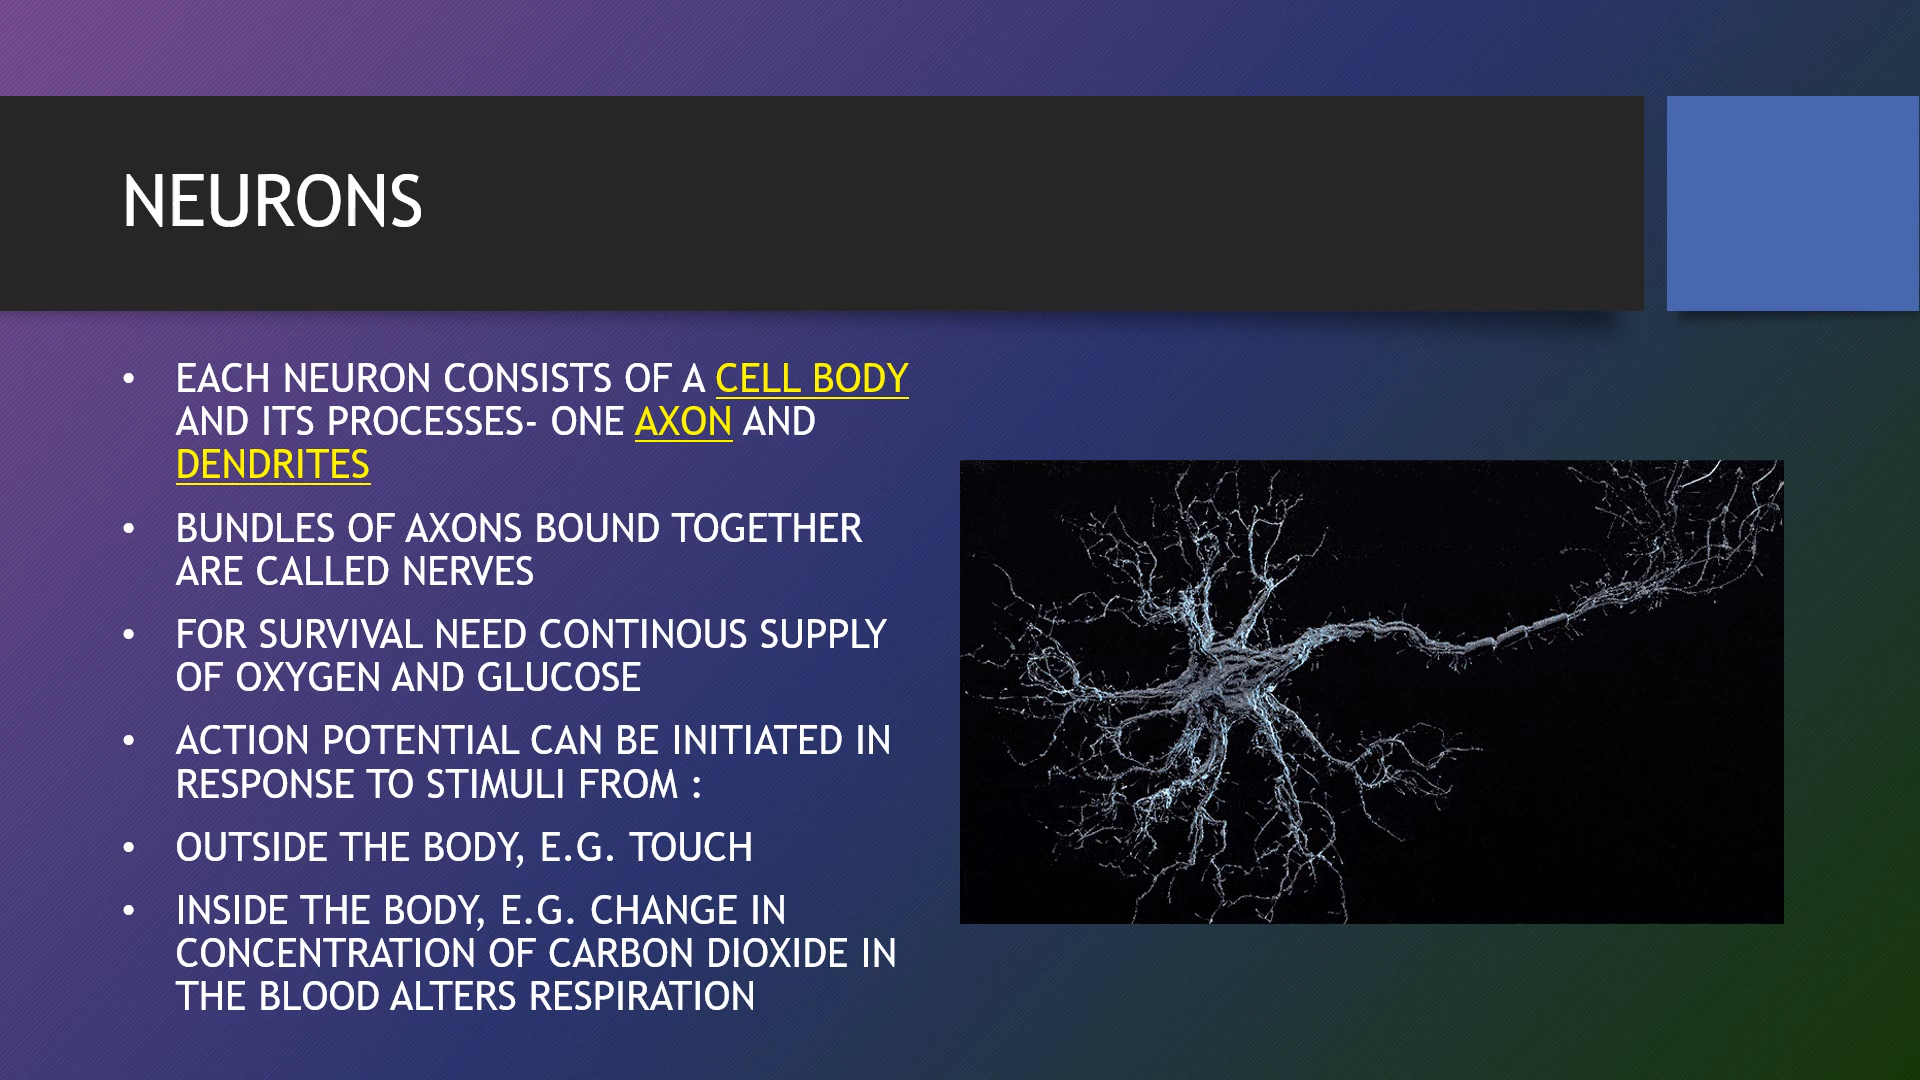 NEURONS
• EACH NEURON CONSISTS OF A CELL BODY
AND ITS PROCESSES- ONE AXON AND
DENDRITES
• BUNDLES OF AXONS BOUND TOGETHER
ARE CALLED NERVES
• FOR SURVIVAL NEED CONTINOUS SUPPLY
OF OXYGEN AND GLUCOSE
• ACTION POTENTIAL CAN BE INITIATED IN
RESPONSE TO STIMULI FROM :
• OUTSIDE THE BODY, E.G. TOUCH
• INSIDE THE BODY, E.G. CHANGE IN
CONCENTRATION OF CARBON DIOXIDE IN
THE BLOOD ALTERS RESPIRATION